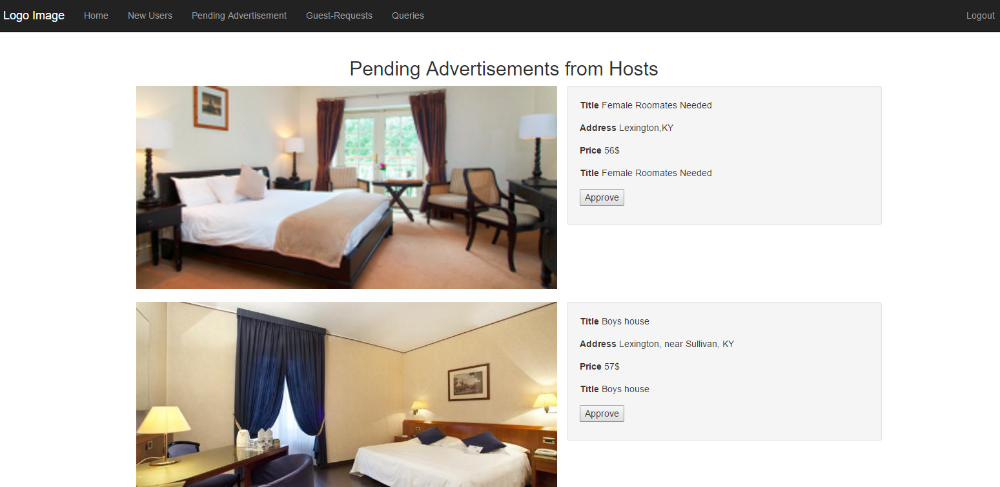 Logo Image Home New Users Pending Advertisement Guest-Requests Queries Logout
Pending Advertisements from Hosts
Title Female Roomates Needed
Address Lexington,KY
Price 56$
Title Female Roomates Needed
Approve
Title Boys house
Address Lexington, near Sullivan, KY
Price 57$
Title Boys house
Approve